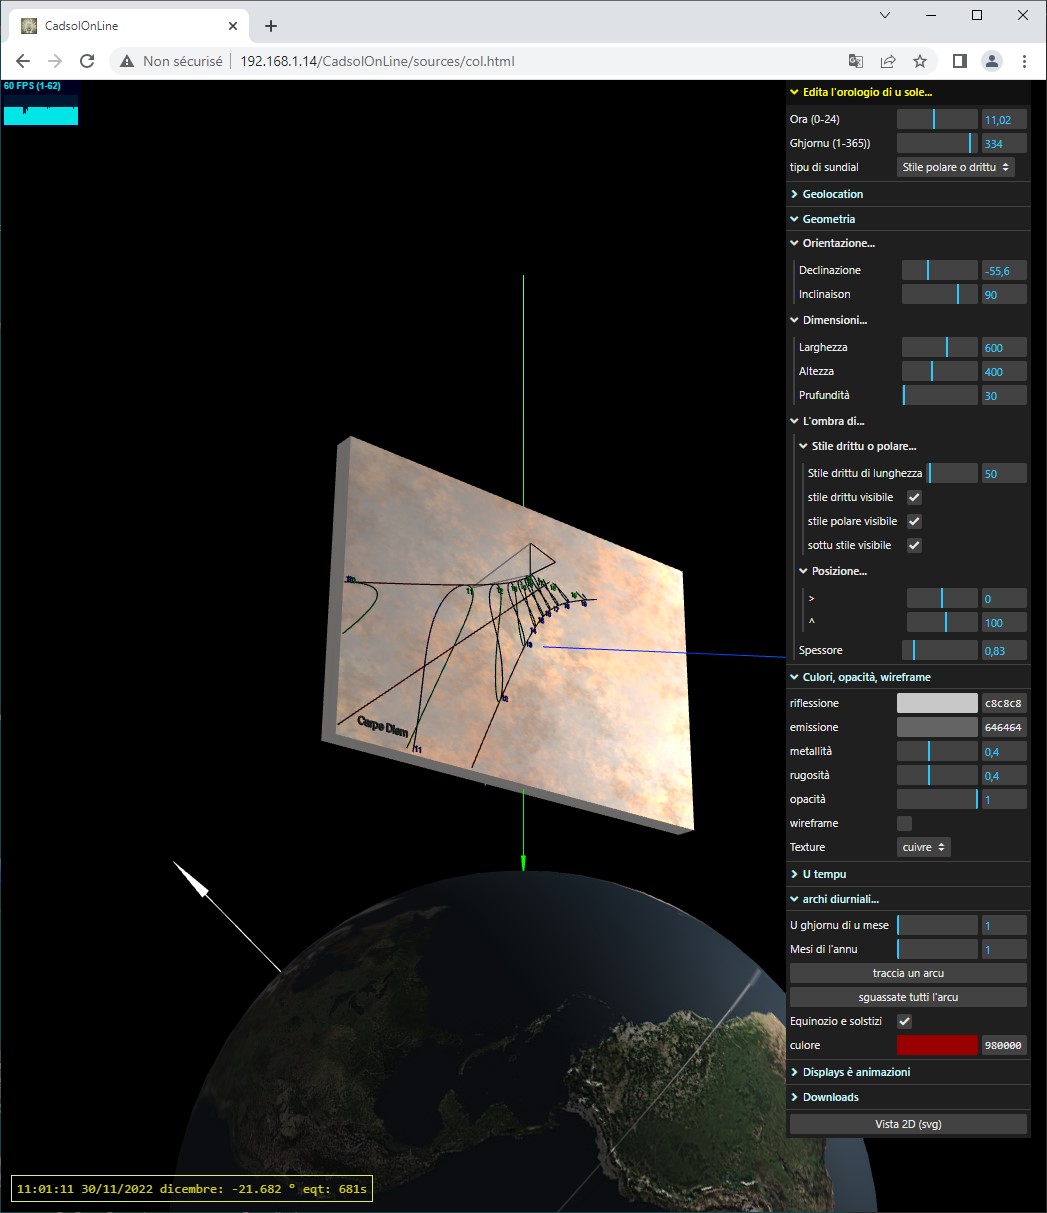 CadsolOnLine
Non sécurisé
192.168.1.14/CadsolOnLine/sources/col.html
60 FPS (1-62)
Edita l'orologio di u sole...
Ora (0-24) 11,02
Ghjornu (1-365)) 334
tipu di sundial Stile polare o drittu
Geolocation
Geometria
Orientazione...
Declinazione -55,6
Inclinaison 90
Dimensioni...
Larghezza 600
Altezza 400
Prufundità 30
L'ombra di...
Stile drittu o polare...
Stile drittu di lunghezza 50
stile drittu visibile
stile polare visibile
sottu stile visibile
Posizione...
> 0
^ 100
Spessore 0,83
Culori, opacità, wireframe
riflessione c8c8c8
emissione 646464
metallità 0,4
rugosità 0,4
opacità 1
wireframe
Texture cuivre
U tempu
archi diurniali...
U ghjornu di u mese 1
Mesi di l'annu 1
traccia un arcu
sguassate tutti l'arcu
Equinozio e solstizi
culore 980000
Displays è animazioni
Downloads
Vista 2D (svg)
Carpe Diem
11
12
13
11:01:11 30/11/2022 dicembre: -21.682 ° eqt: 681s